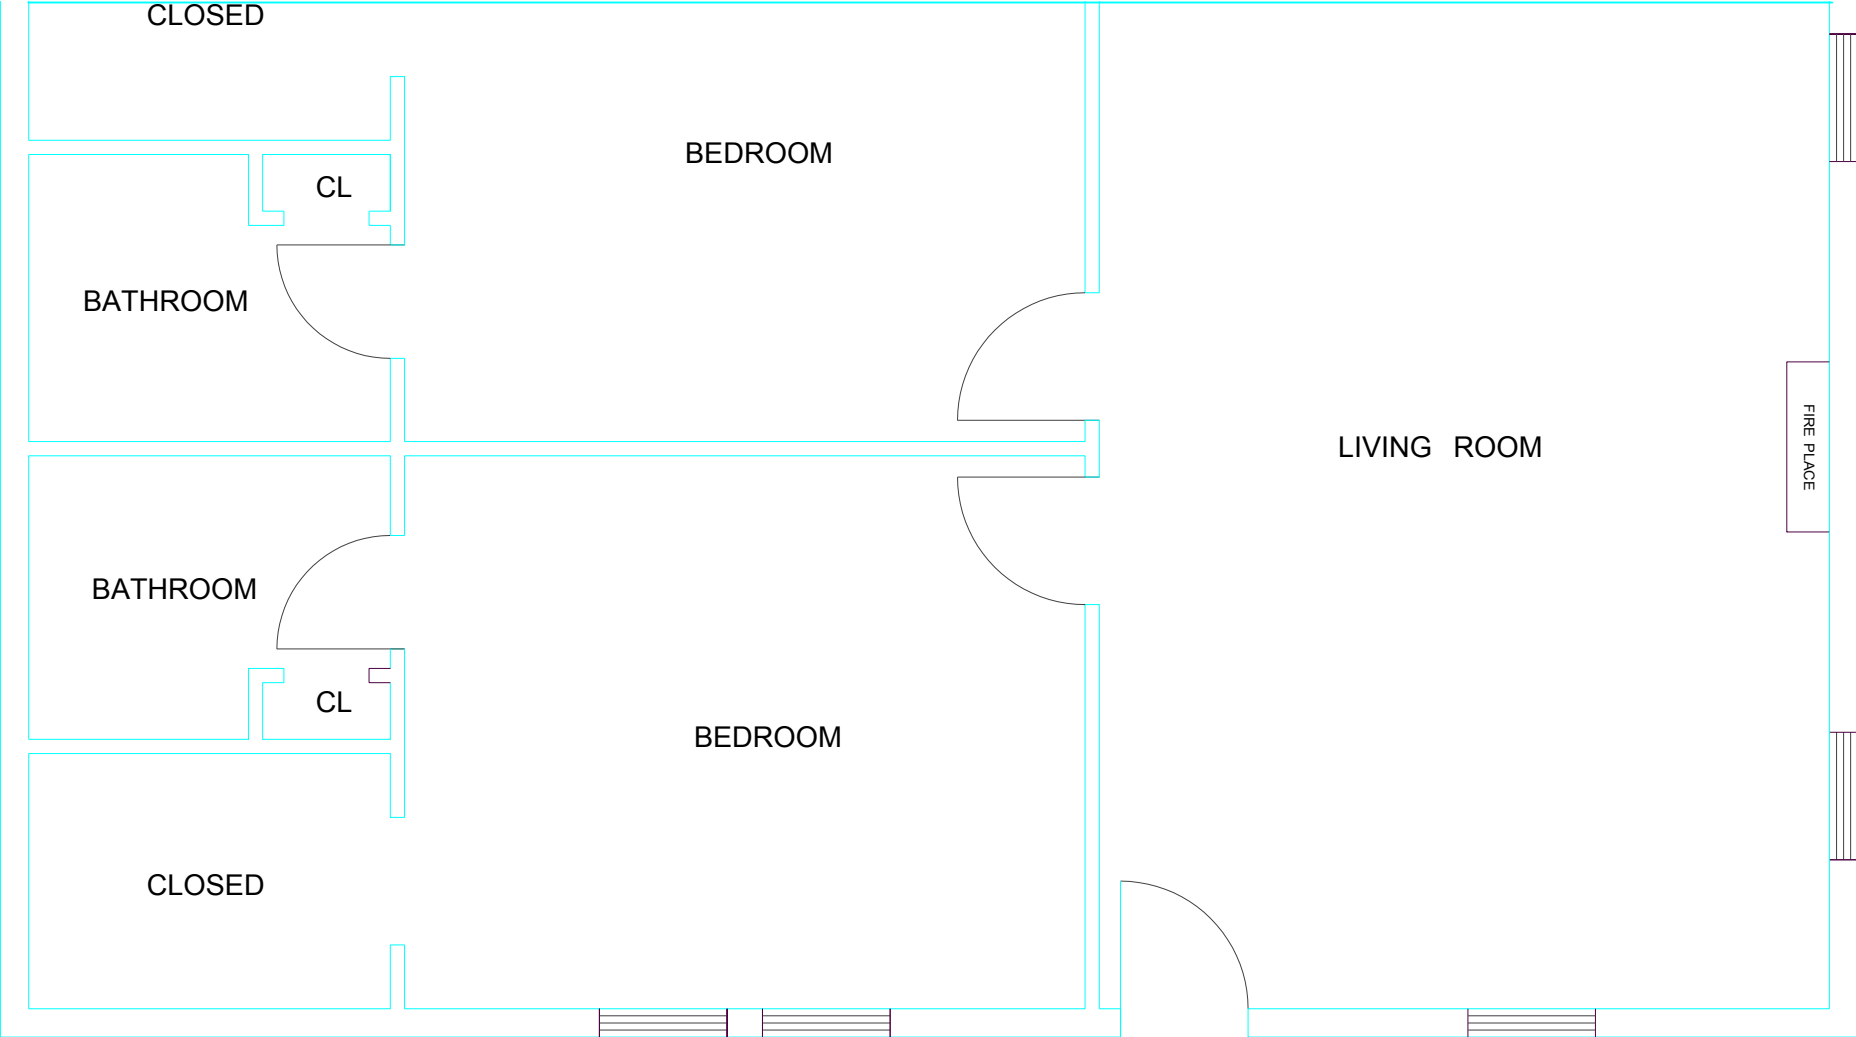 CLOSED
BEDROOM
CL
BATHROOM
LIVING ROOM
FIRE PLACE
BATHROOM
CL
BEDROOM
CLOSED